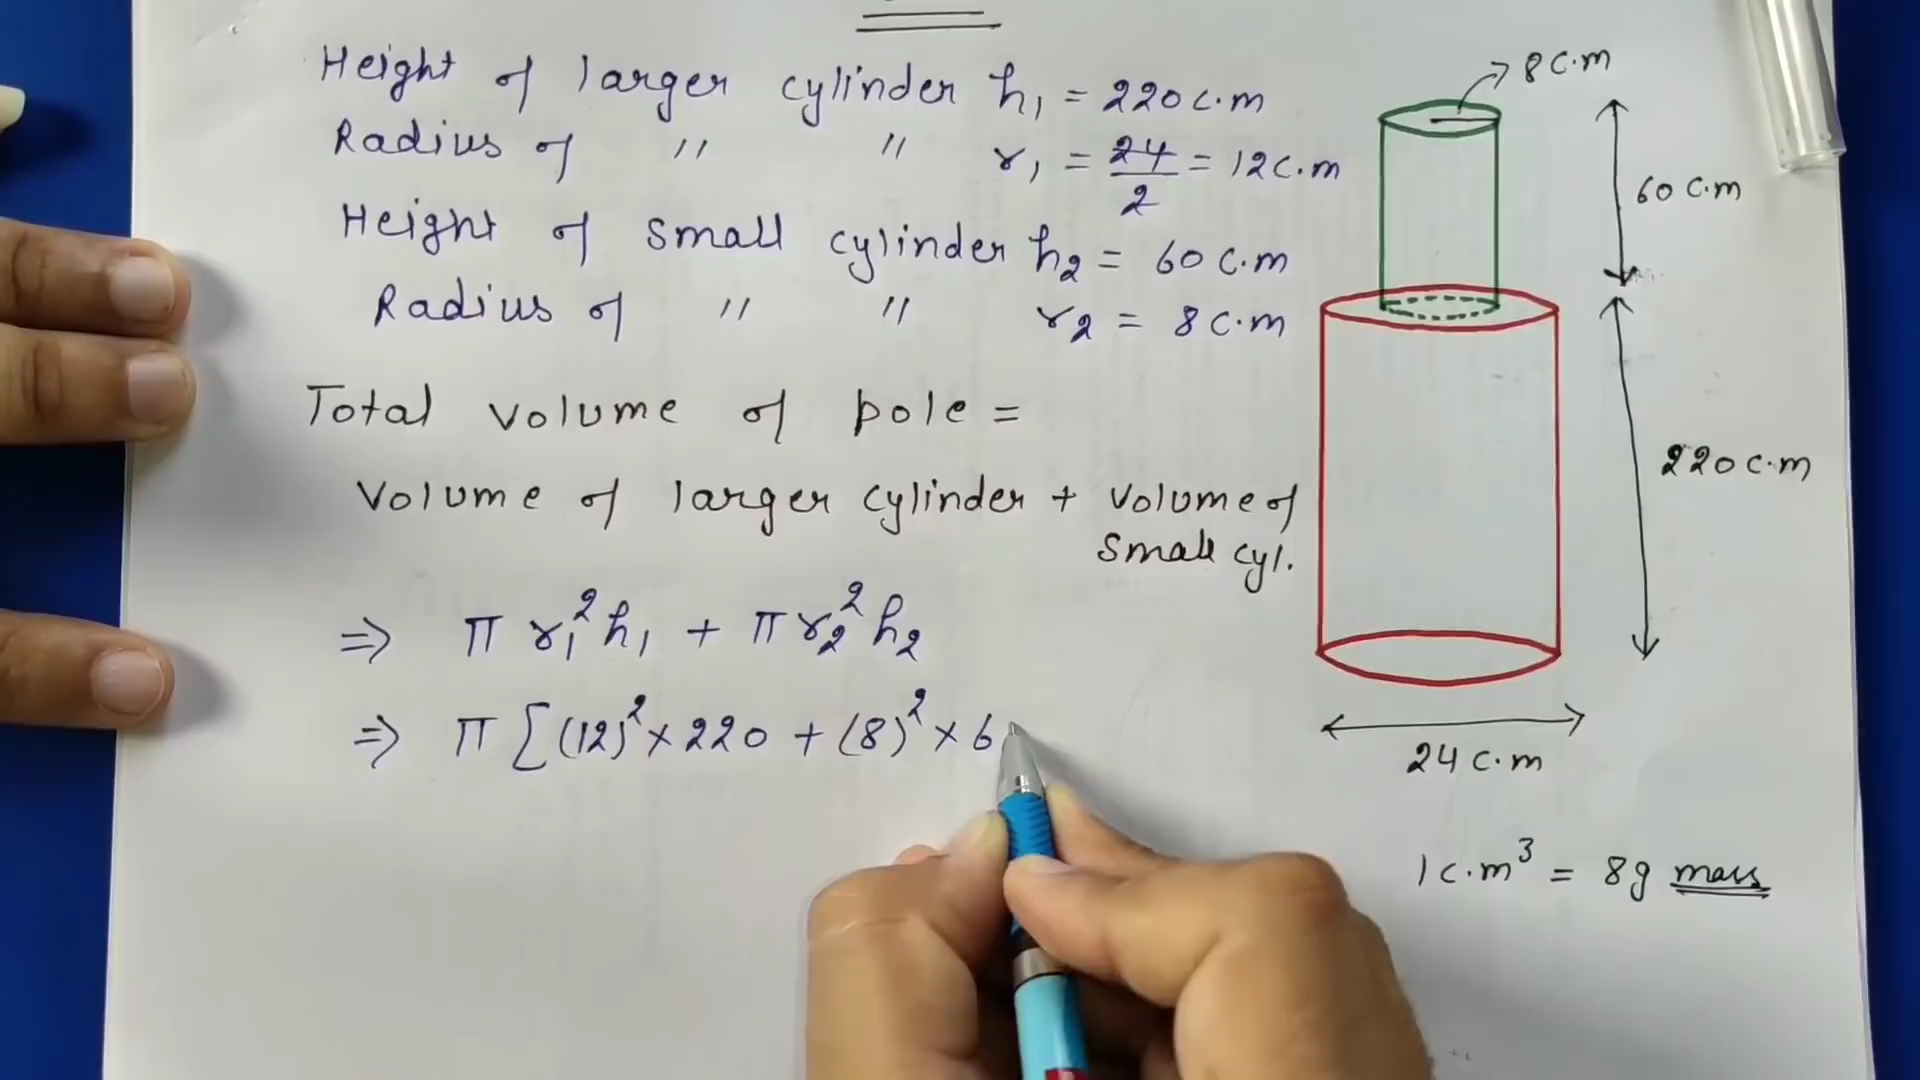 Height of larger cylinder h₁ = 220 c.m
Radius of " " r₁ = 24/2 = 12 c.m
Height of small cylinder h₂ = 60 c.m
Radius of " " r₂ = 8 c.m
Total volume of pole =
Volume of larger cylinder + volume of
small cyl.
⇒ π r₁² h₁ + π r₂² h₂
⇒ π [(12)² × 220 + (8)² × 6
8 c.m
60 c.m
220 c.m
24 c.m
1 c.m³ = 8g mass